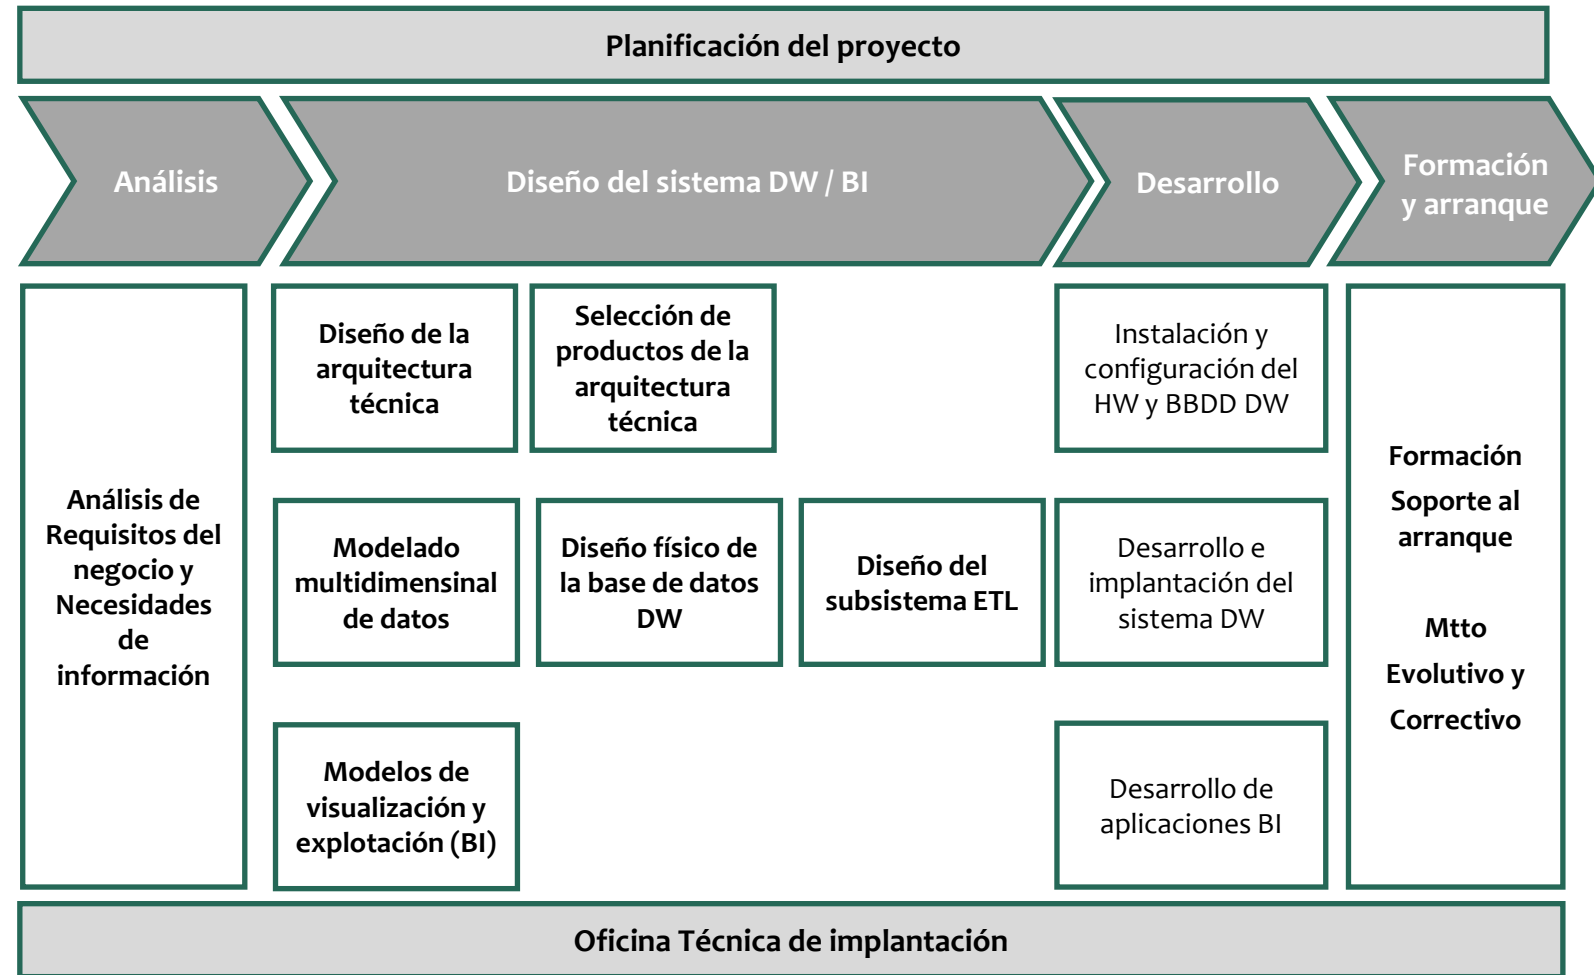 Planificación del proyecto
Análisis
Diseño del sistema DW / BI
Desarrollo
Formación
y arranque
Análisis de
Requisitos del
negocio y
Necesidades
de
información
Diseño de la
arquitectura
técnica
Selección de
productos de la
arquitectura
técnica
Instalación y
configuración del
HW y BBDD DW
Modelado
multidimensinal
de datos
Diseño físico de
la base de datos
DW
Diseño del
subsistema ETL
Desarrollo e
implantación del
sistema DW
Modelos de
visualización y
explotación (BI)
Desarrollo de
aplicaciones BI
Formación
Soporte al
arranque
Mtto
Evolutivo y
Correctivo
Oficina Técnica de implantación